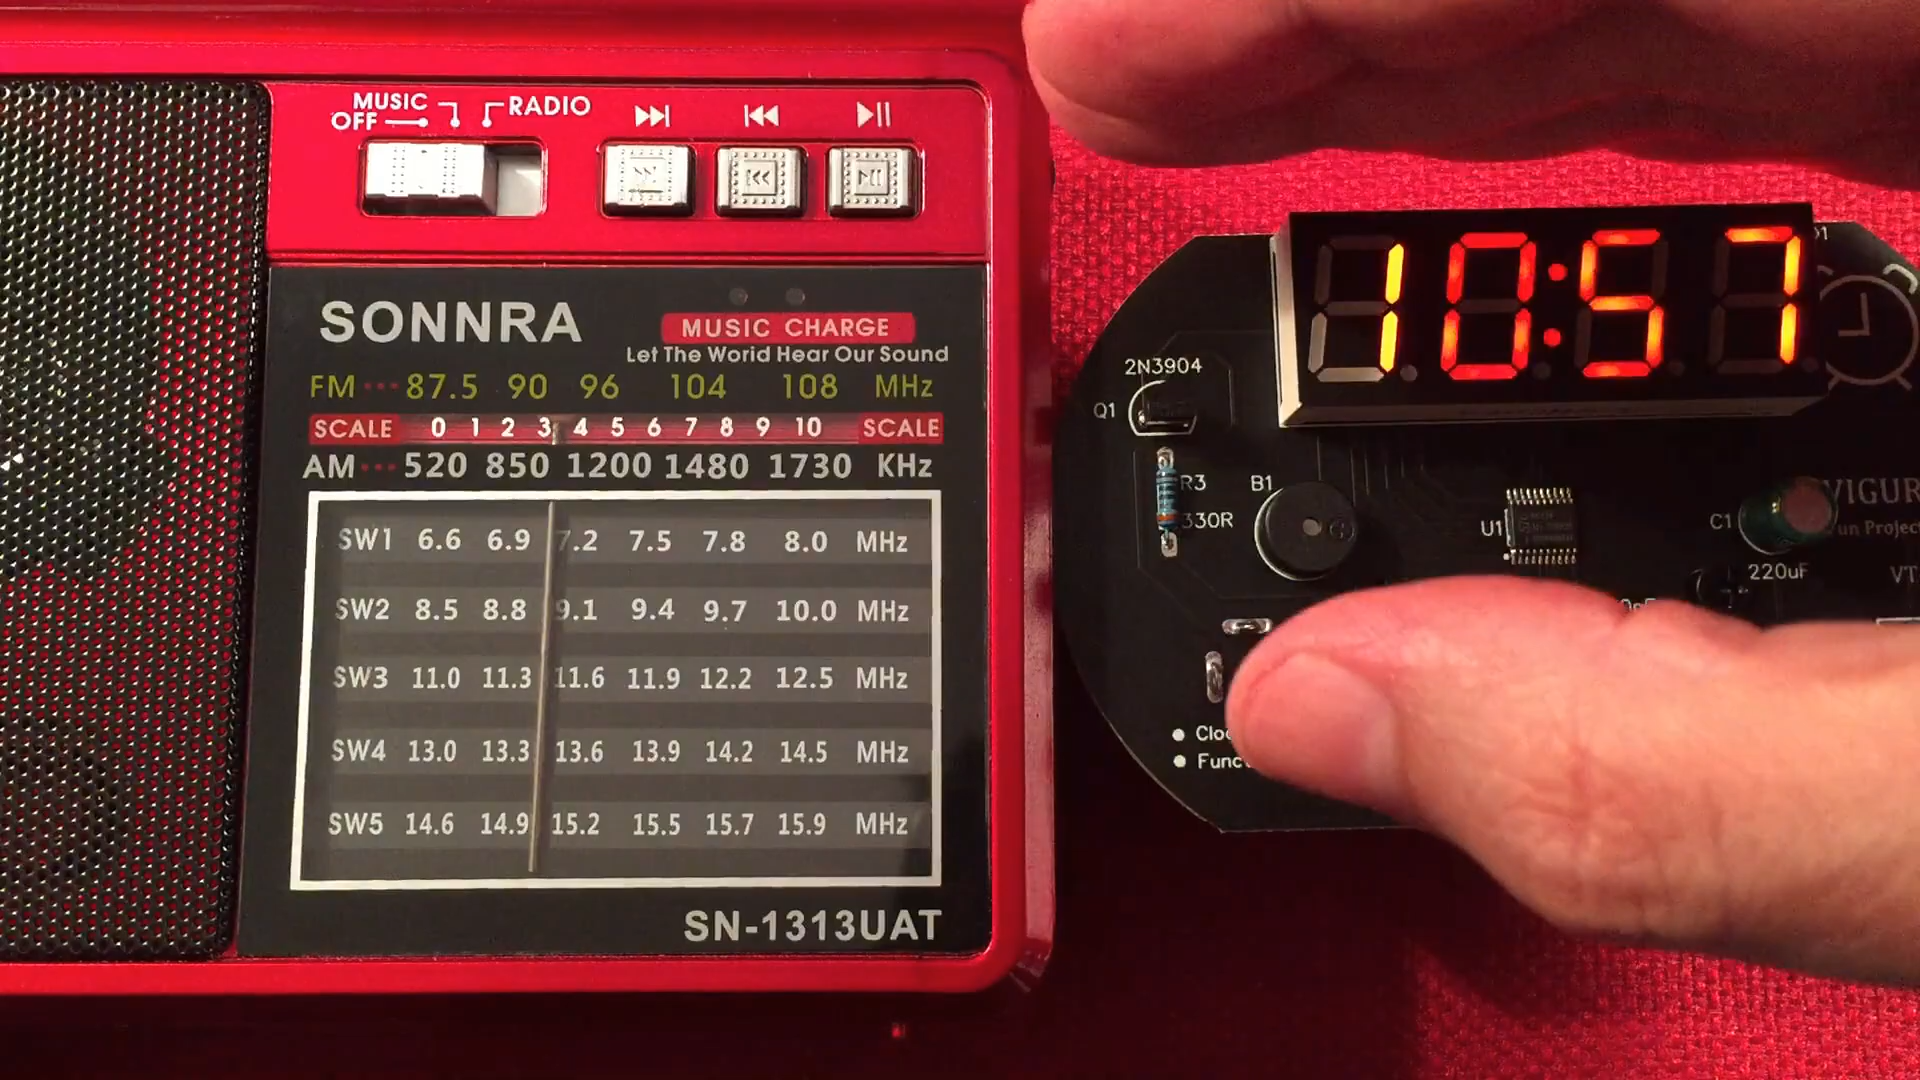 MUSIC
OFF
RADIO
SONNRA
MUSIC CHARGE
Let The World Hear Our Sound
FM 87.5 90 96 104 108 MHz
SCALE 0 1 2 3 4 5 6 7 8 9 10 SCALE
AM 520 850 1200 1480 1730 KHz
SW1 6.6 6.9 7.2 7.5 7.8 8.0 MHz
SW2 8.5 8.8 9.1 9.4 9.7 10.0 MHz
SW3 11.0 11.3 11.6 11.9 12.2 12.5 MHz
SW4 13.0 13.3 13.6 13.9 14.2 14.5 MHz
SW5 14.6 14.9 15.2 15.5 15.7 15.9 MHz
SN-1313UAT
10:57
2N3904
Q1
R3
330R
B1
U1
C1
220uF
VIGUR
un Projec
VT
Cloc
Func